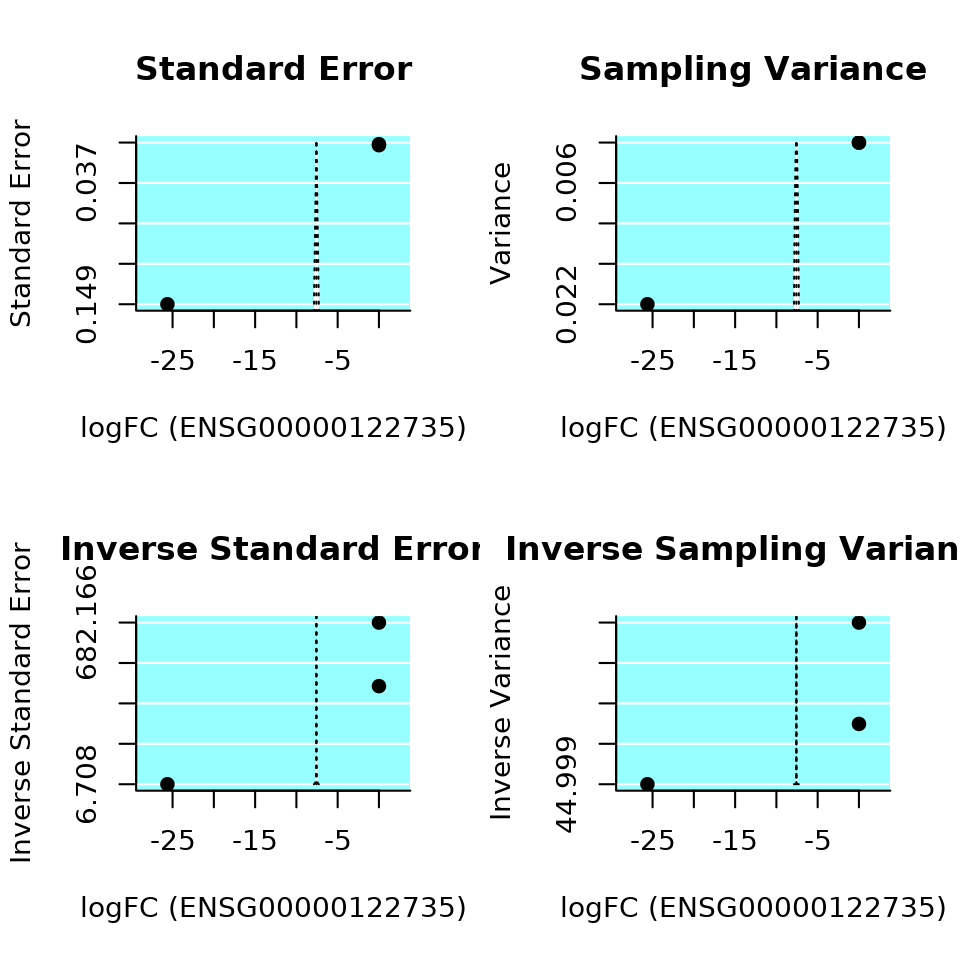 Standard Error
Standard Error
0.037
0.149
-25 -15 -5
logFC (ENSG00000122735)
Sampling Variance
Variance
0.006
0.022
-25 -15 -5
logFC (ENSG00000122735)
Inverse Standard Error
Inverse Standard Error
682.166
6.708
-25 -15 -5
logFC (ENSG00000122735)
Inverse Sampling Varian
Inverse Variance
44.999
-25 -15 -5
logFC (ENSG00000122735)